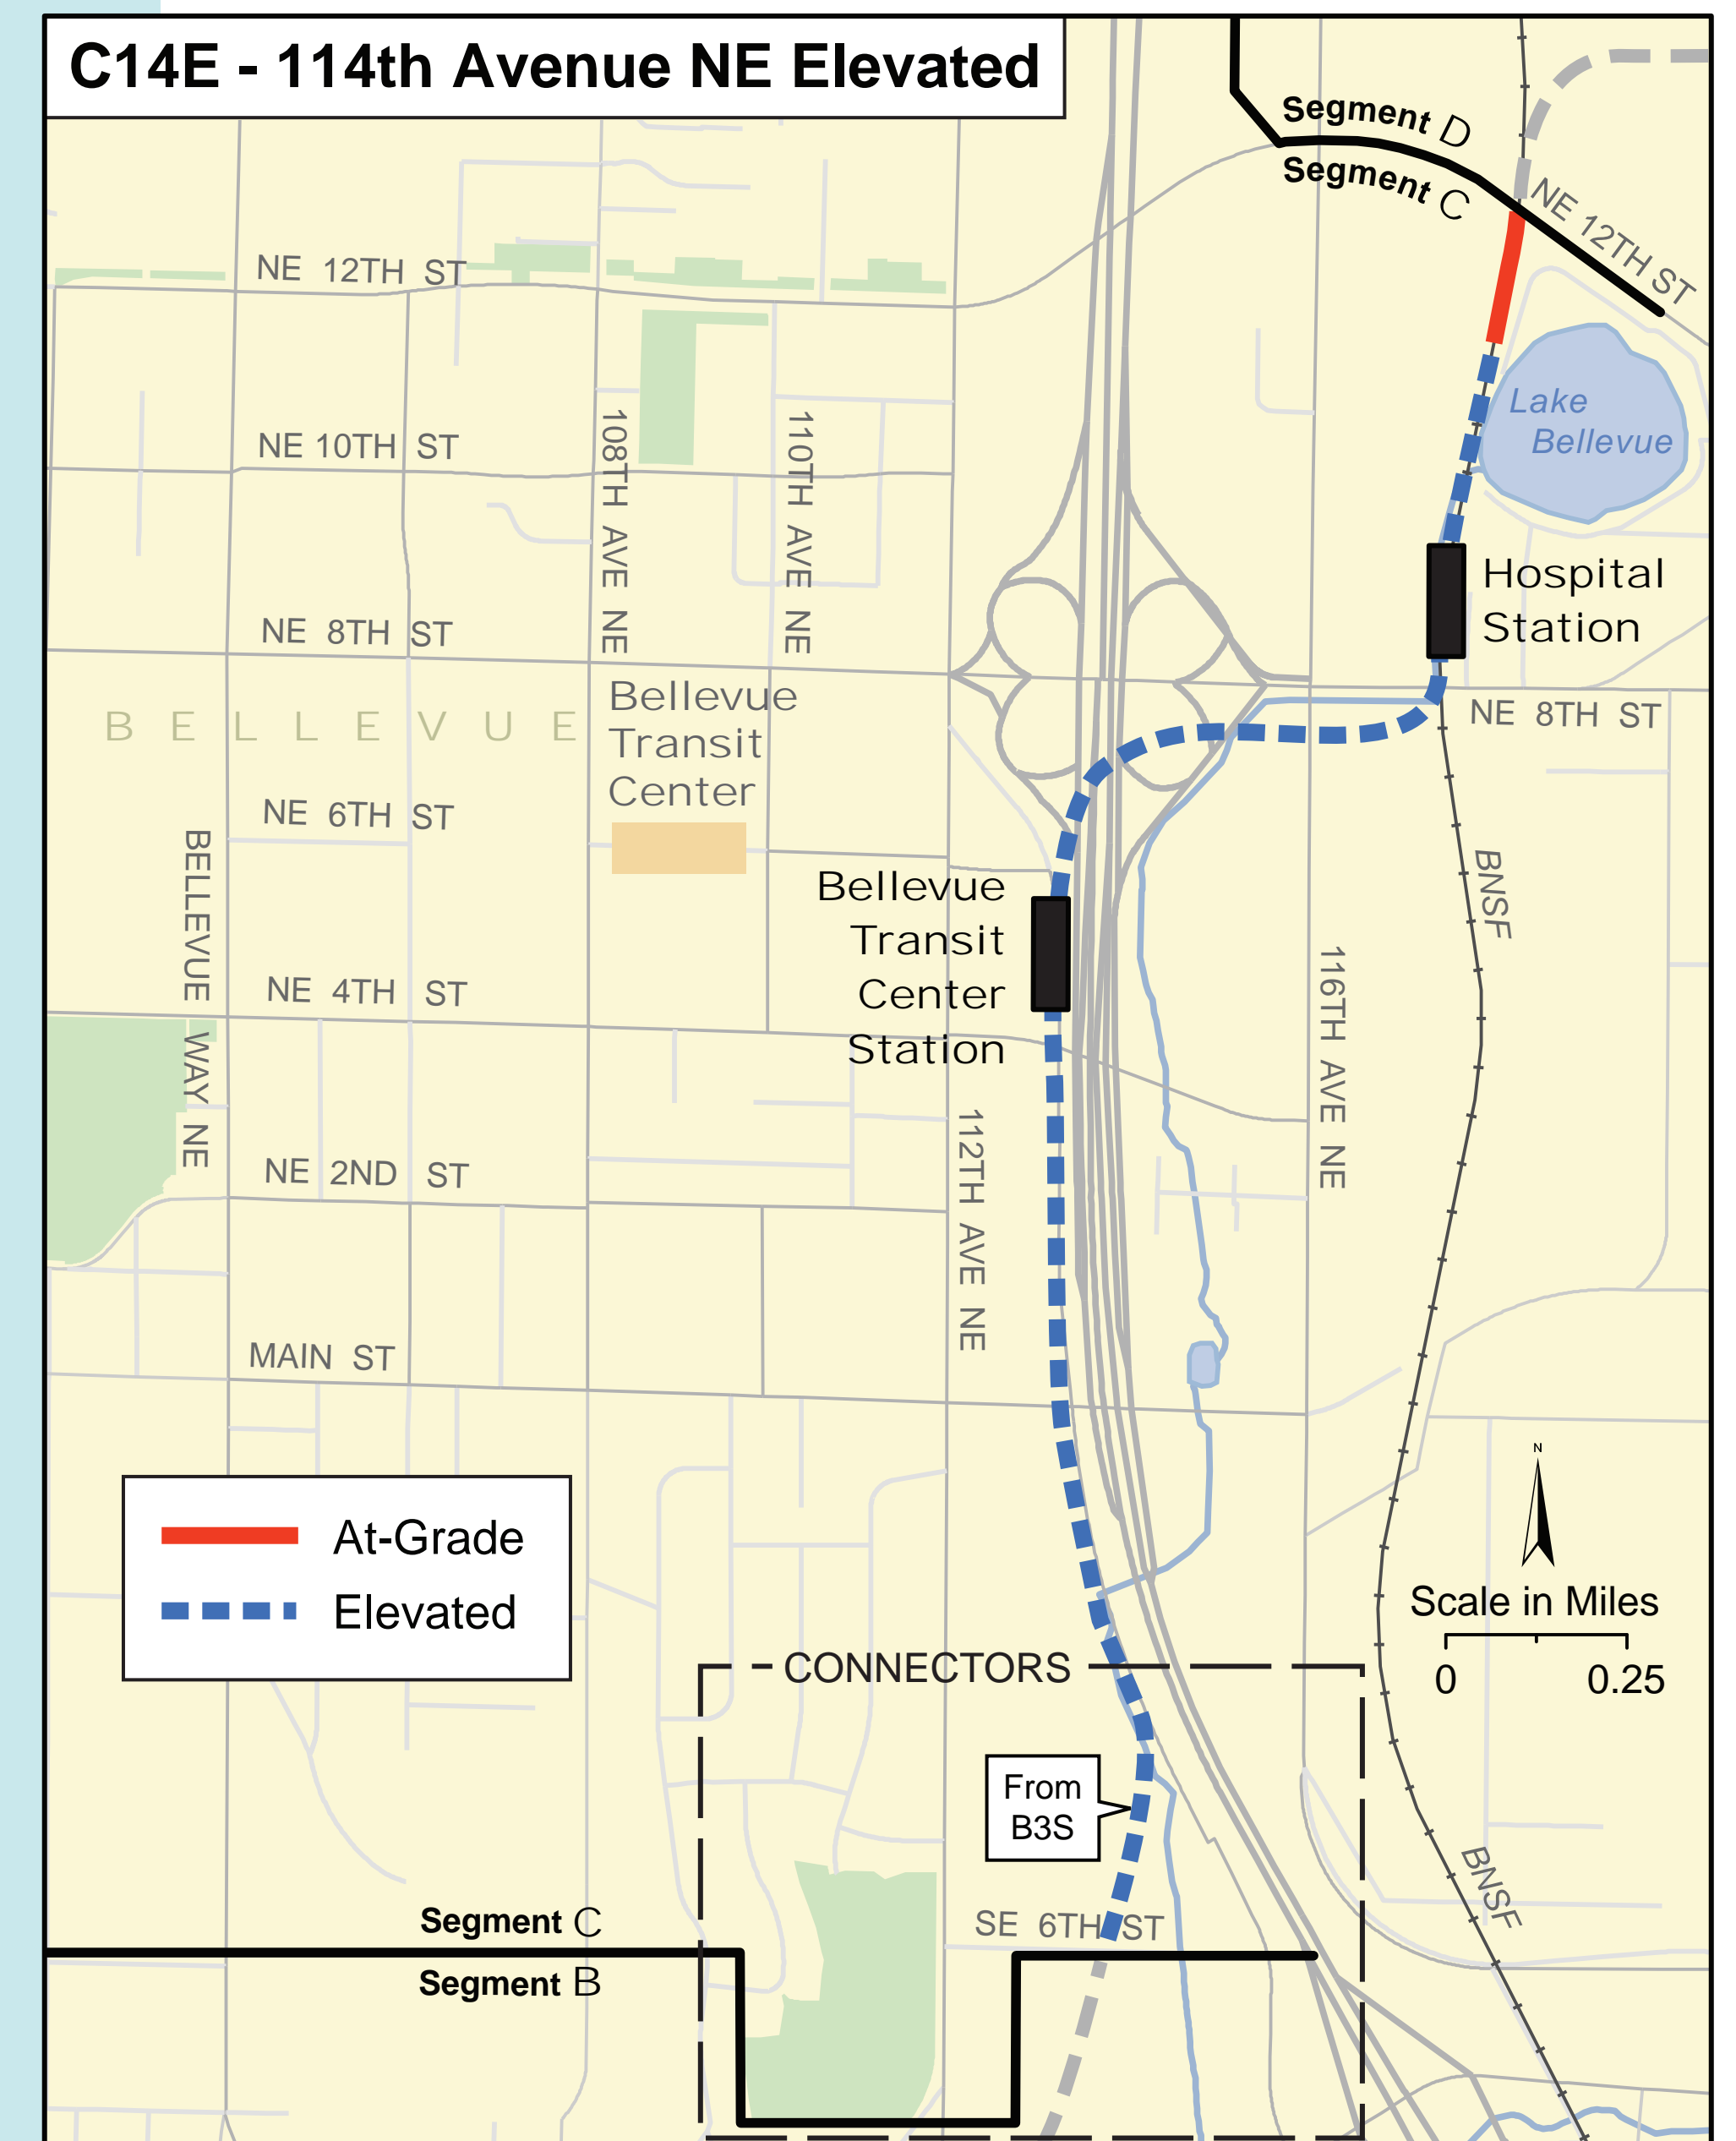 C14E - 114th Avenue NE Elevated
Segment D
Segment C
NE 12TH ST
NE 12TH ST
Lake
Bellevue
NE 10TH ST
108TH AVE NE
110TH AVE NE
Hospital
Station
NE 8TH ST
NE 8TH ST
BELLEVUE
Bellevue
Transit
Center
NE 6TH ST
BELLEVUE WAY NE
Bellevue
Transit
Center
Station
BNSF
NE 4TH ST
116TH AVE NE
112TH AVE NE
NE 2ND ST
MAIN ST
N
At-Grade
Elevated
Scale in Miles
0 0.25
CONNECTORS
From
B3S
BNSF
SE 6TH ST
Segment C
Segment B